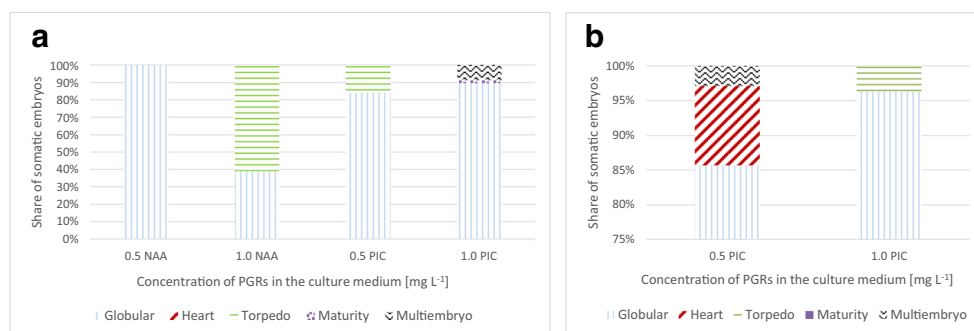 a
Share of somatic embryos
100%
90%
80%
70%
60%
50%
40%
30%
20%
10%
0%
0.5 NAA 1.0 NAA 0.5 PIC 1.0 PIC
Concentration of PGRs in the culture medium [mg L⁻¹]
Globular Heart Torpedo Maturity Multiembryo
b
Share of somatic embryos
100%
95%
90%
85%
80%
75%
0.5 PIC 1.0 PIC
Concentration of PGRs in the culture medium [mg L⁻¹]
Globular Heart Torpedo Maturity Multiembryo